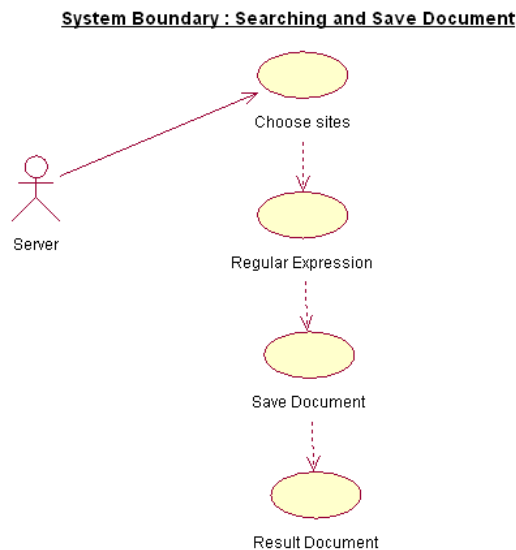 System Boundary : Searching and Save Document
Choose sites
Server
Regular Expression
Save Document
Result Document